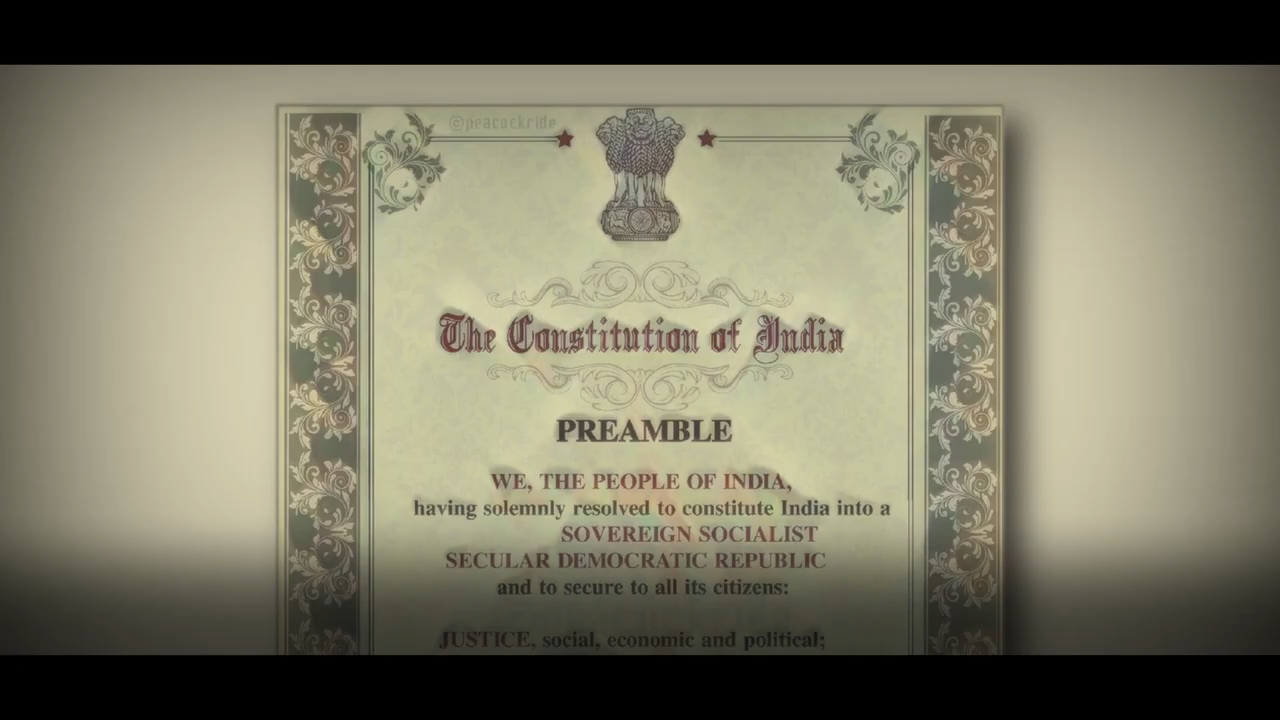 ©peacockride
The Constitution of India
PREAMBLE
WE, THE PEOPLE OF INDIA,
having solemnly resolved to constitute India into a
SOVEREIGN SOCIALIST
SECULAR DEMOCRATIC REPUBLIC
and to secure to all its citizens:
JUSTICE, social, economic and political;